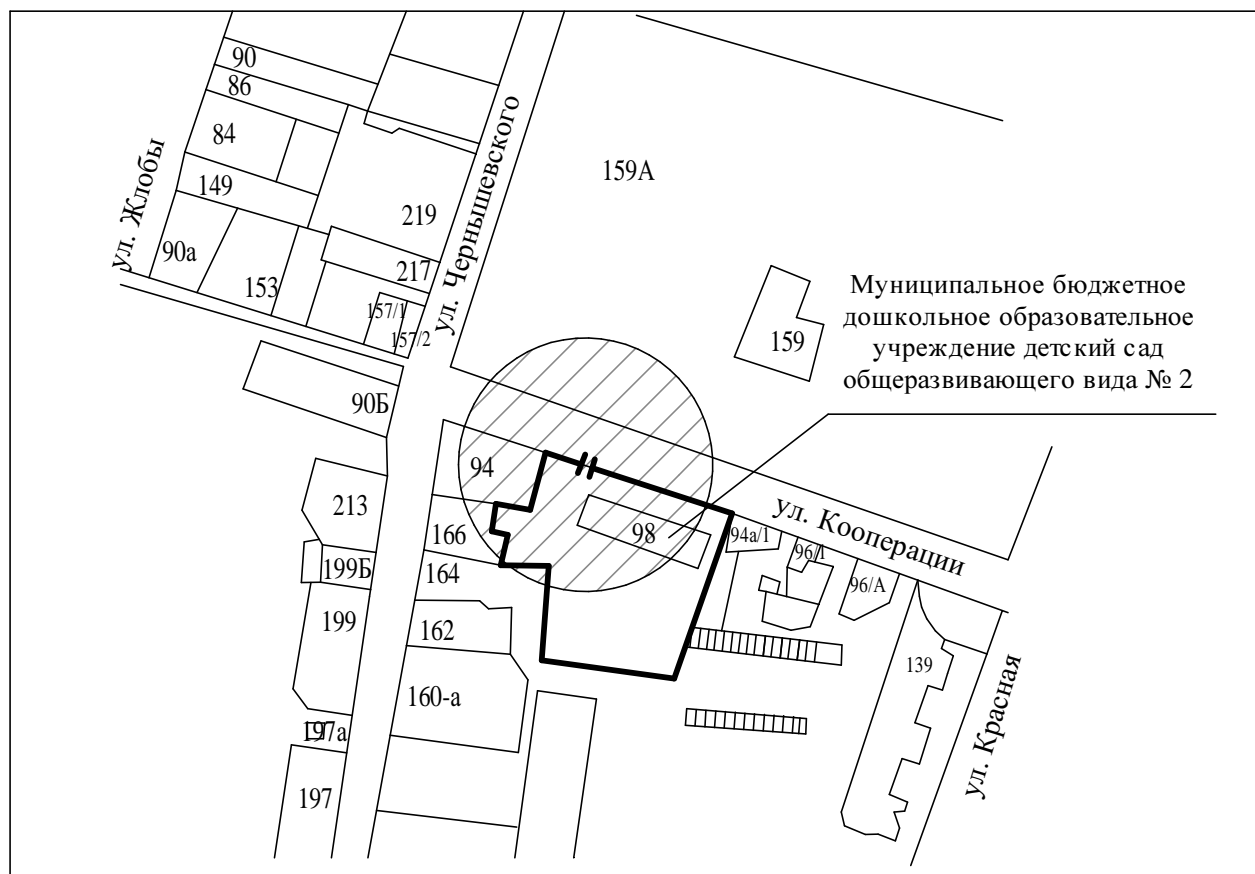 90
86
84
149
90а
153
ул. Жлобы
219
217
157/1
157/2
ул. Чернышевского
159А
159
Муниципальное бюджетное
дошкольное образовательное
учреждение детский сад
общеразвивающего вида № 2
90Б
94
213
166
98
94а/1
96/1
96/А
ул. Кооперации
199Б
164
199
162
160-а
139
197а
197
ул. Красная